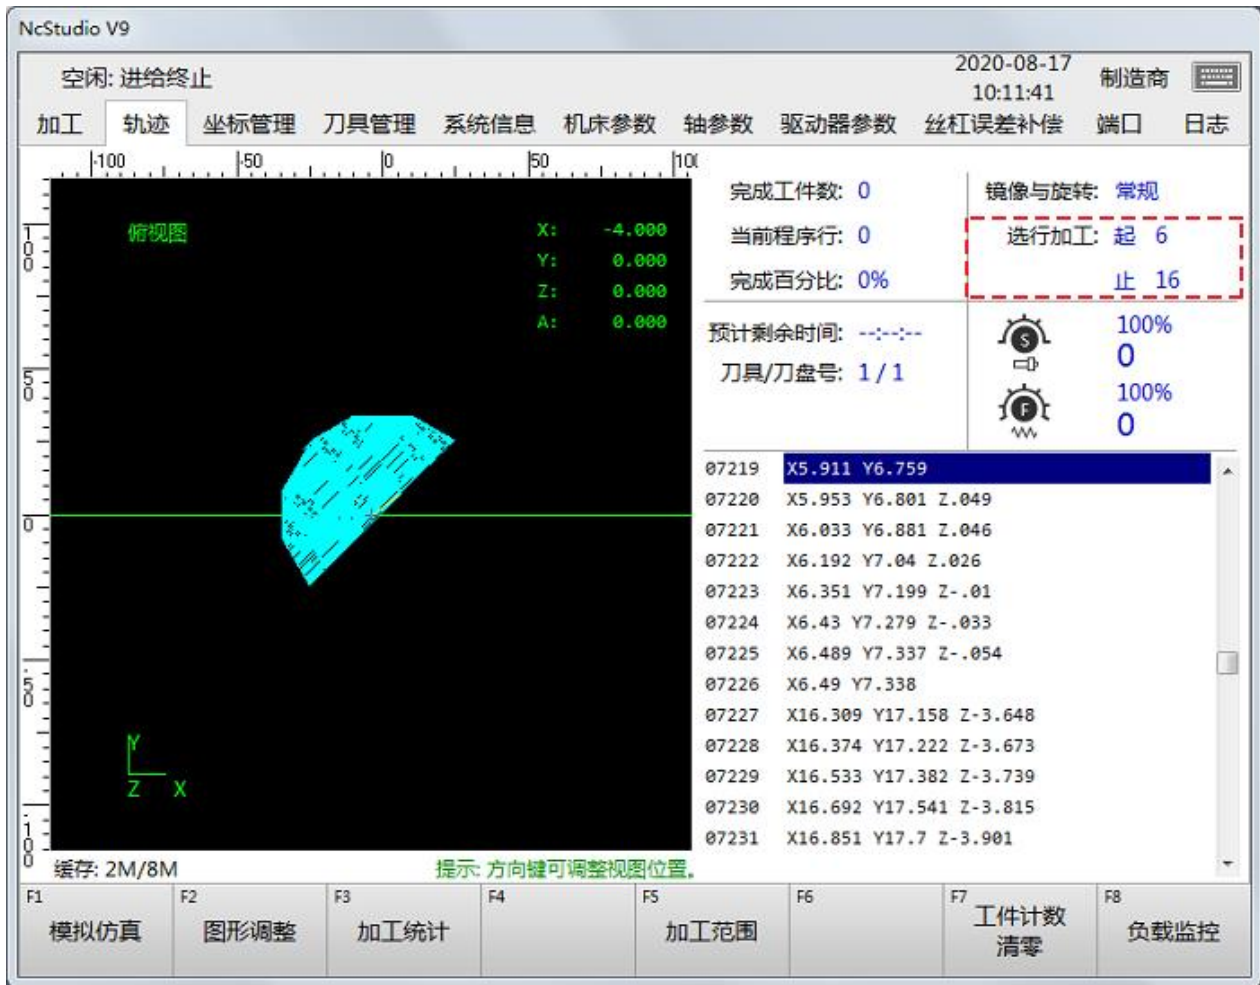 NcStudio V9
空闲: 进给终止
2020-08-17
10:11:41
制造商
加工 轨迹 坐标管理 刀具管理 系统信息 机床参数 轴参数 驱动器参数 丝杠误差补偿 端口 日志
-100 -50 0 50 100
100
50
0
-50
-100
俯视图
X: -4.000
Y: 0.000
Z: 0.000
A: 0.000
Y
Z X
完成工件数: 0
当前程序行: 0
完成百分比: 0%
镜像与旋转: 常规
选行加工: 起 6
止 16
预计剩余时间: --:--:--
刀具/刀盘号: 1 / 1
S 100%
0
F 100%
0
07219 X5.911 Y6.759
07220 X5.953 Y6.801 Z.049
07221 X6.033 Y6.881 Z.046
07222 X6.192 Y7.04 Z.026
07223 X6.351 Y7.199 Z-.01
07224 X6.43 Y7.279 Z-.033
07225 X6.489 Y7.337 Z-.054
07226 X6.49 Y7.338
07227 X16.309 Y17.158 Z-3.648
07228 X16.374 Y17.222 Z-3.673
07229 X16.533 Y17.382 Z-3.739
07230 X16.692 Y17.541 Z-3.815
07231 X16.851 Y17.7 Z-3.901
缓存: 2M/8M
提示: 方向键可调整视图位置。
F1 模拟仿真
F2 图形调整
F3 加工统计
F4
F5 加工范围
F6
F7 工件计数
清零
F8 负载监控